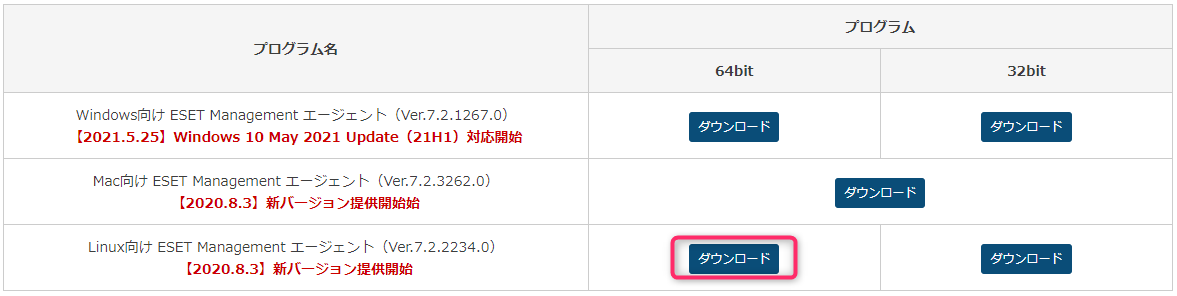 プログラム名
プログラム
64bit
32bit
Windows向け ESET Management エージェント（Ver.7.2.1267.0）
【2021.5.25】Windows 10 May 2021 Update（21H1）対応開始
ダウンロード
ダウンロード
Mac向け ESET Management エージェント（Ver.7.2.3262.0）
【2020.8.3】新バージョン提供開始始
ダウンロード
Linux向け ESET Management エージェント（Ver.7.2.2234.0）
【2020.8.3】新バージョン提供開始
ダウンロード
ダウンロード